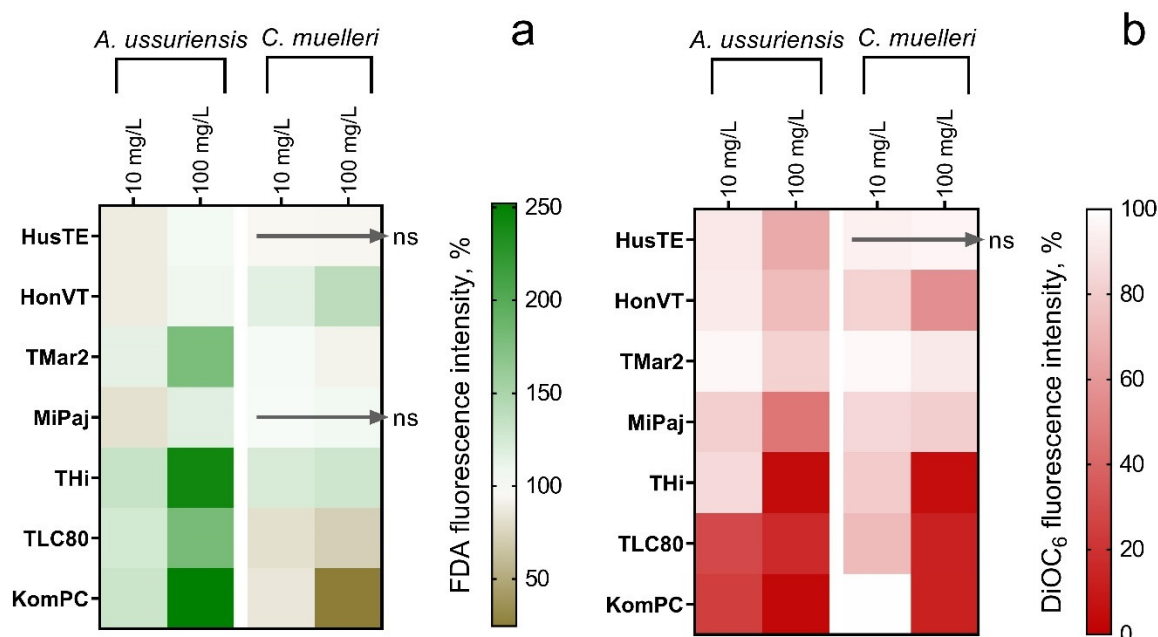 A. ussuriensis C. muelleri a
10 mg/L 100 mg/L 10 mg/L 100 mg/L
HusTE
HonVT
TMar2
MiPaj
THi
TLC80
KomPC
ns
ns
250
200
150
100
50
FDA fluorescence intensity, %
A. ussuriensis C. muelleri b
10 mg/L 100 mg/L 10 mg/L 100 mg/L
HusTE
HonVT
TMar2
MiPaj
THi
TLC80
KomPC
ns
100
80
60
40
20
0
DiOC₆ fluorescence intensity, %